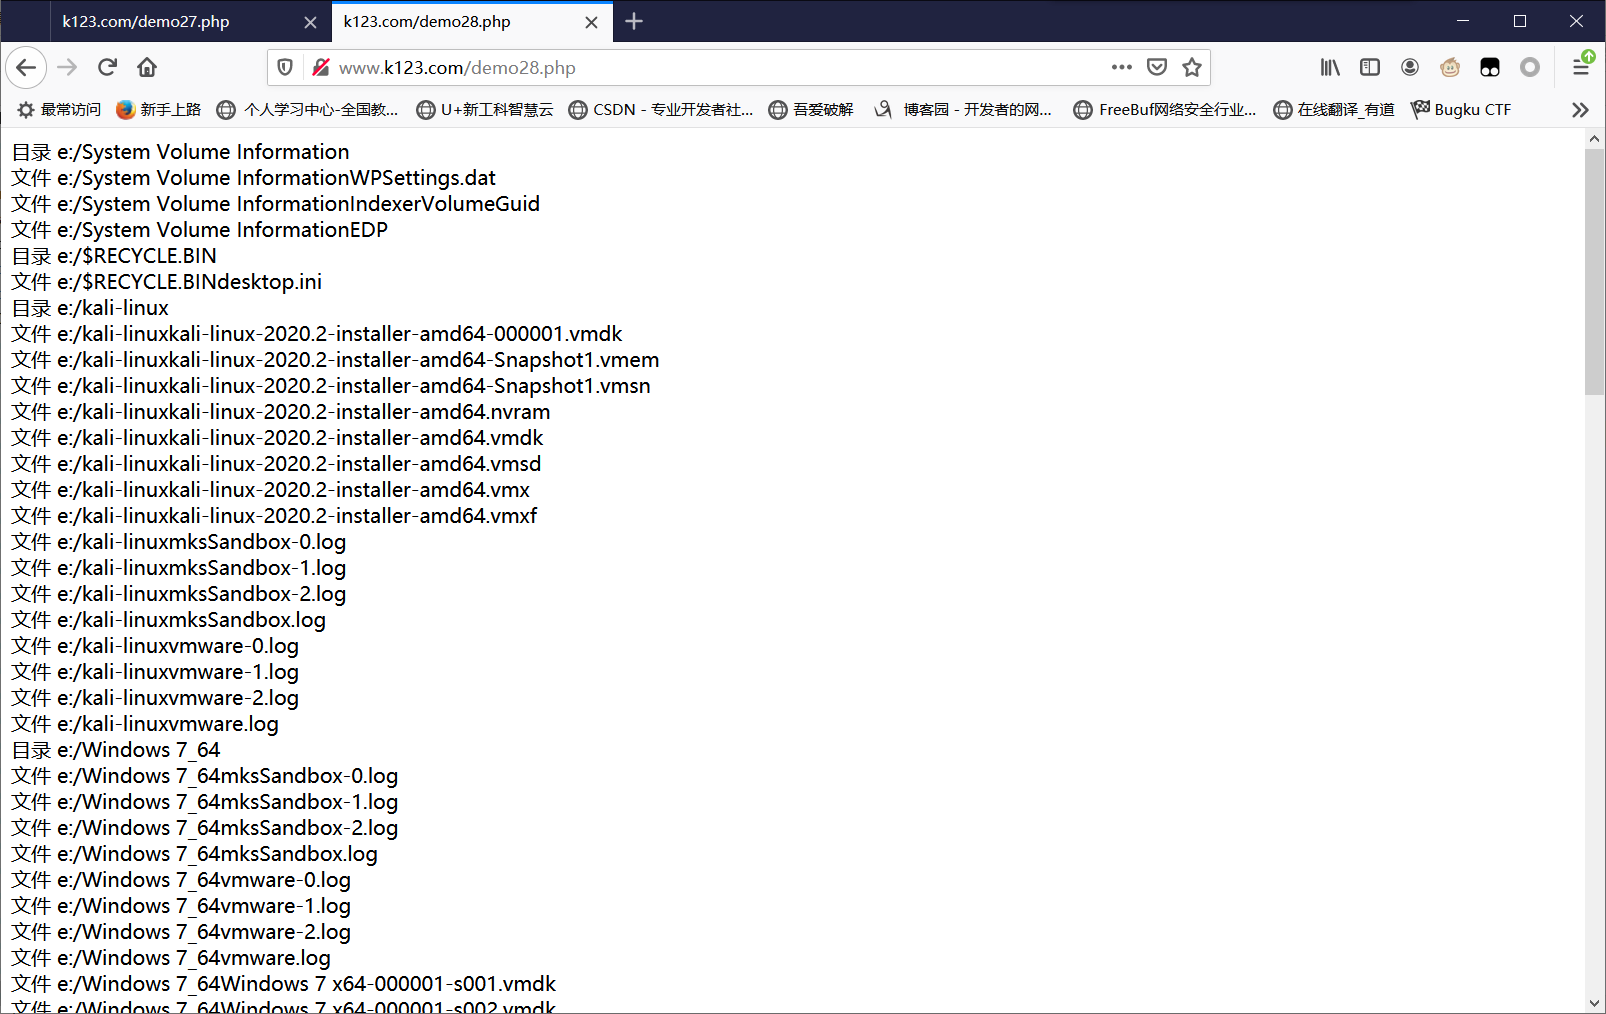 k123.com/demo27.php
k123.com/demo28.php
www.k123.com/demo28.php
最常访问 新手上路 个人学习中心-全国教... U+新工科智慧云 CSDN - 专业开发者社... 吾爱破解 博客园 - 开发者的网... FreeBuf网络安全行业... 在线翻译_有道 Bugku CTF
目录 e:/System Volume Information
文件 e:/System Volume InformationWPSettings.dat
文件 e:/System Volume InformationIndexerVolumeGuid
文件 e:/System Volume InformationEDP
目录 e:/$RECYCLE.BIN
文件 e:/$RECYCLE.BINdesktop.ini
目录 e:/kali-linux
文件 e:/kali-linuxkali-linux-2020.2-installer-amd64-000001.vmdk
文件 e:/kali-linuxkali-linux-2020.2-installer-amd64-Snapshot1.vmem
文件 e:/kali-linuxkali-linux-2020.2-installer-amd64-Snapshot1.vmsn
文件 e:/kali-linuxkali-linux-2020.2-installer-amd64.nvram
文件 e:/kali-linuxkali-linux-2020.2-installer-amd64.vmdk
文件 e:/kali-linuxkali-linux-2020.2-installer-amd64.vmsd
文件 e:/kali-linuxkali-linux-2020.2-installer-amd64.vmx
文件 e:/kali-linuxkali-linux-2020.2-installer-amd64.vmxf
文件 e:/kali-linuxmksSandbox-0.log
文件 e:/kali-linuxmksSandbox-1.log
文件 e:/kali-linuxmksSandbox-2.log
文件 e:/kali-linuxmksSandbox.log
文件 e:/kali-linuxvmware-0.log
文件 e:/kali-linuxvmware-1.log
文件 e:/kali-linuxvmware-2.log
文件 e:/kali-linuxvmware.log
目录 e:/Windows 7_64
文件 e:/Windows 7_64mksSandbox-0.log
文件 e:/Windows 7_64mksSandbox-1.log
文件 e:/Windows 7_64mksSandbox-2.log
文件 e:/Windows 7_64mksSandbox.log
文件 e:/Windows 7_64vmware-0.log
文件 e:/Windows 7_64vmware-1.log
文件 e:/Windows 7_64vmware-2.log
文件 e:/Windows 7_64vmware.log
文件 e:/Windows 7_64Windows 7 x64-000001-s001.vmdk
文件 e:/Windows 7_64Windows 7 x64-000001-s002.vmdk